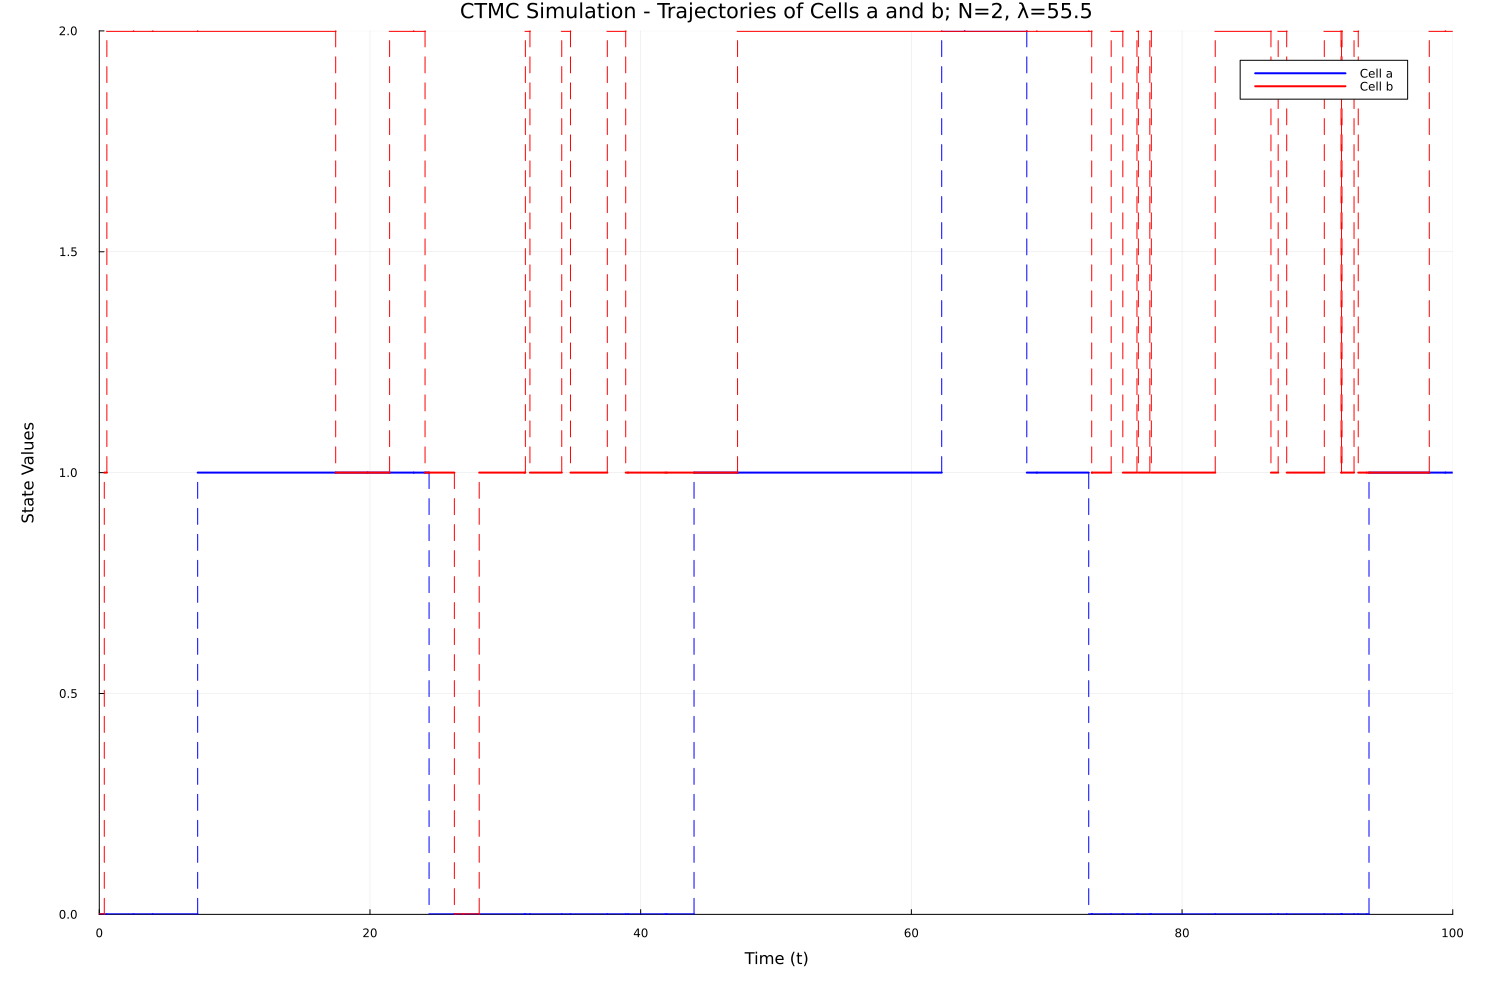 CTMC Simulation - Trajectories of Cells a and b; N=2, λ=55.5
2.0
Cell a
Cell b
1.5
1.0
State Values
0.5
0.0
0 20 40 60 80 100
Time (t)